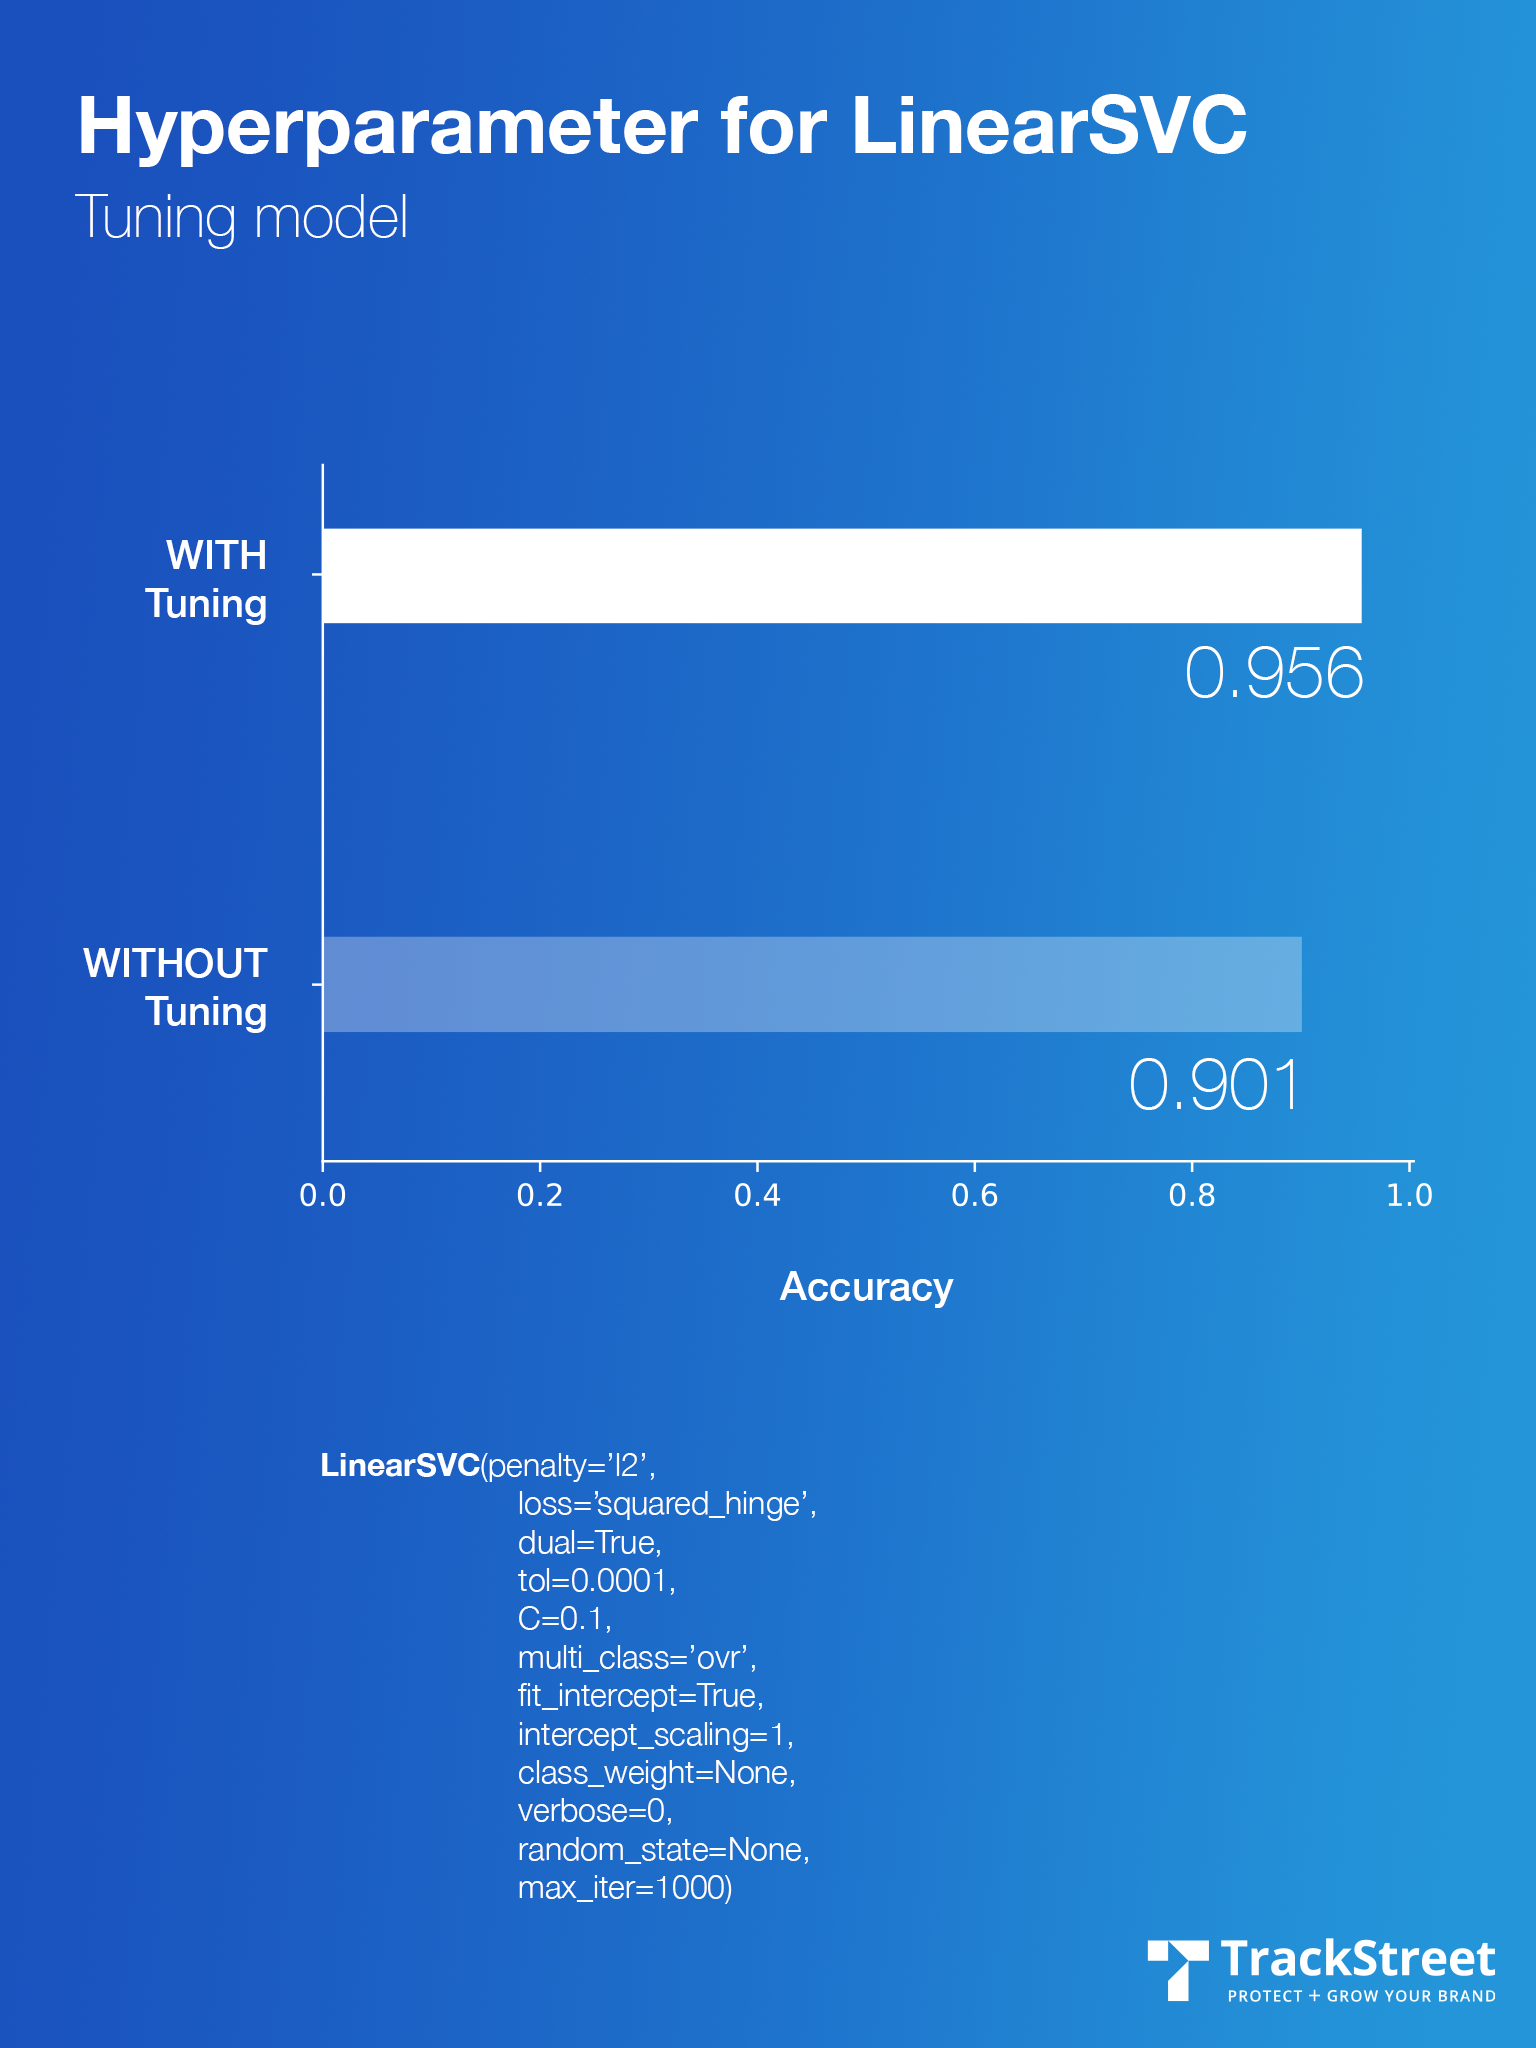 Hyperparameter for LinearSVC
Tuning model
WITH
Tuning
0.956
WITHOUT
Tuning
0.901
0.0 0.2 0.4 0.6 0.8 1.0
Accuracy
LinearSVC(penalty=’l2’,
loss=’squared_hinge’,
dual=True,
tol=0.0001,
C=0.1,
multi_class=’ovr’,
fit_intercept=True,
intercept_scaling=1,
class_weight=None,
verbose=0,
random_state=None,
max_iter=1000)
TrackStreet
PROTECT + GROW YOUR BRAND